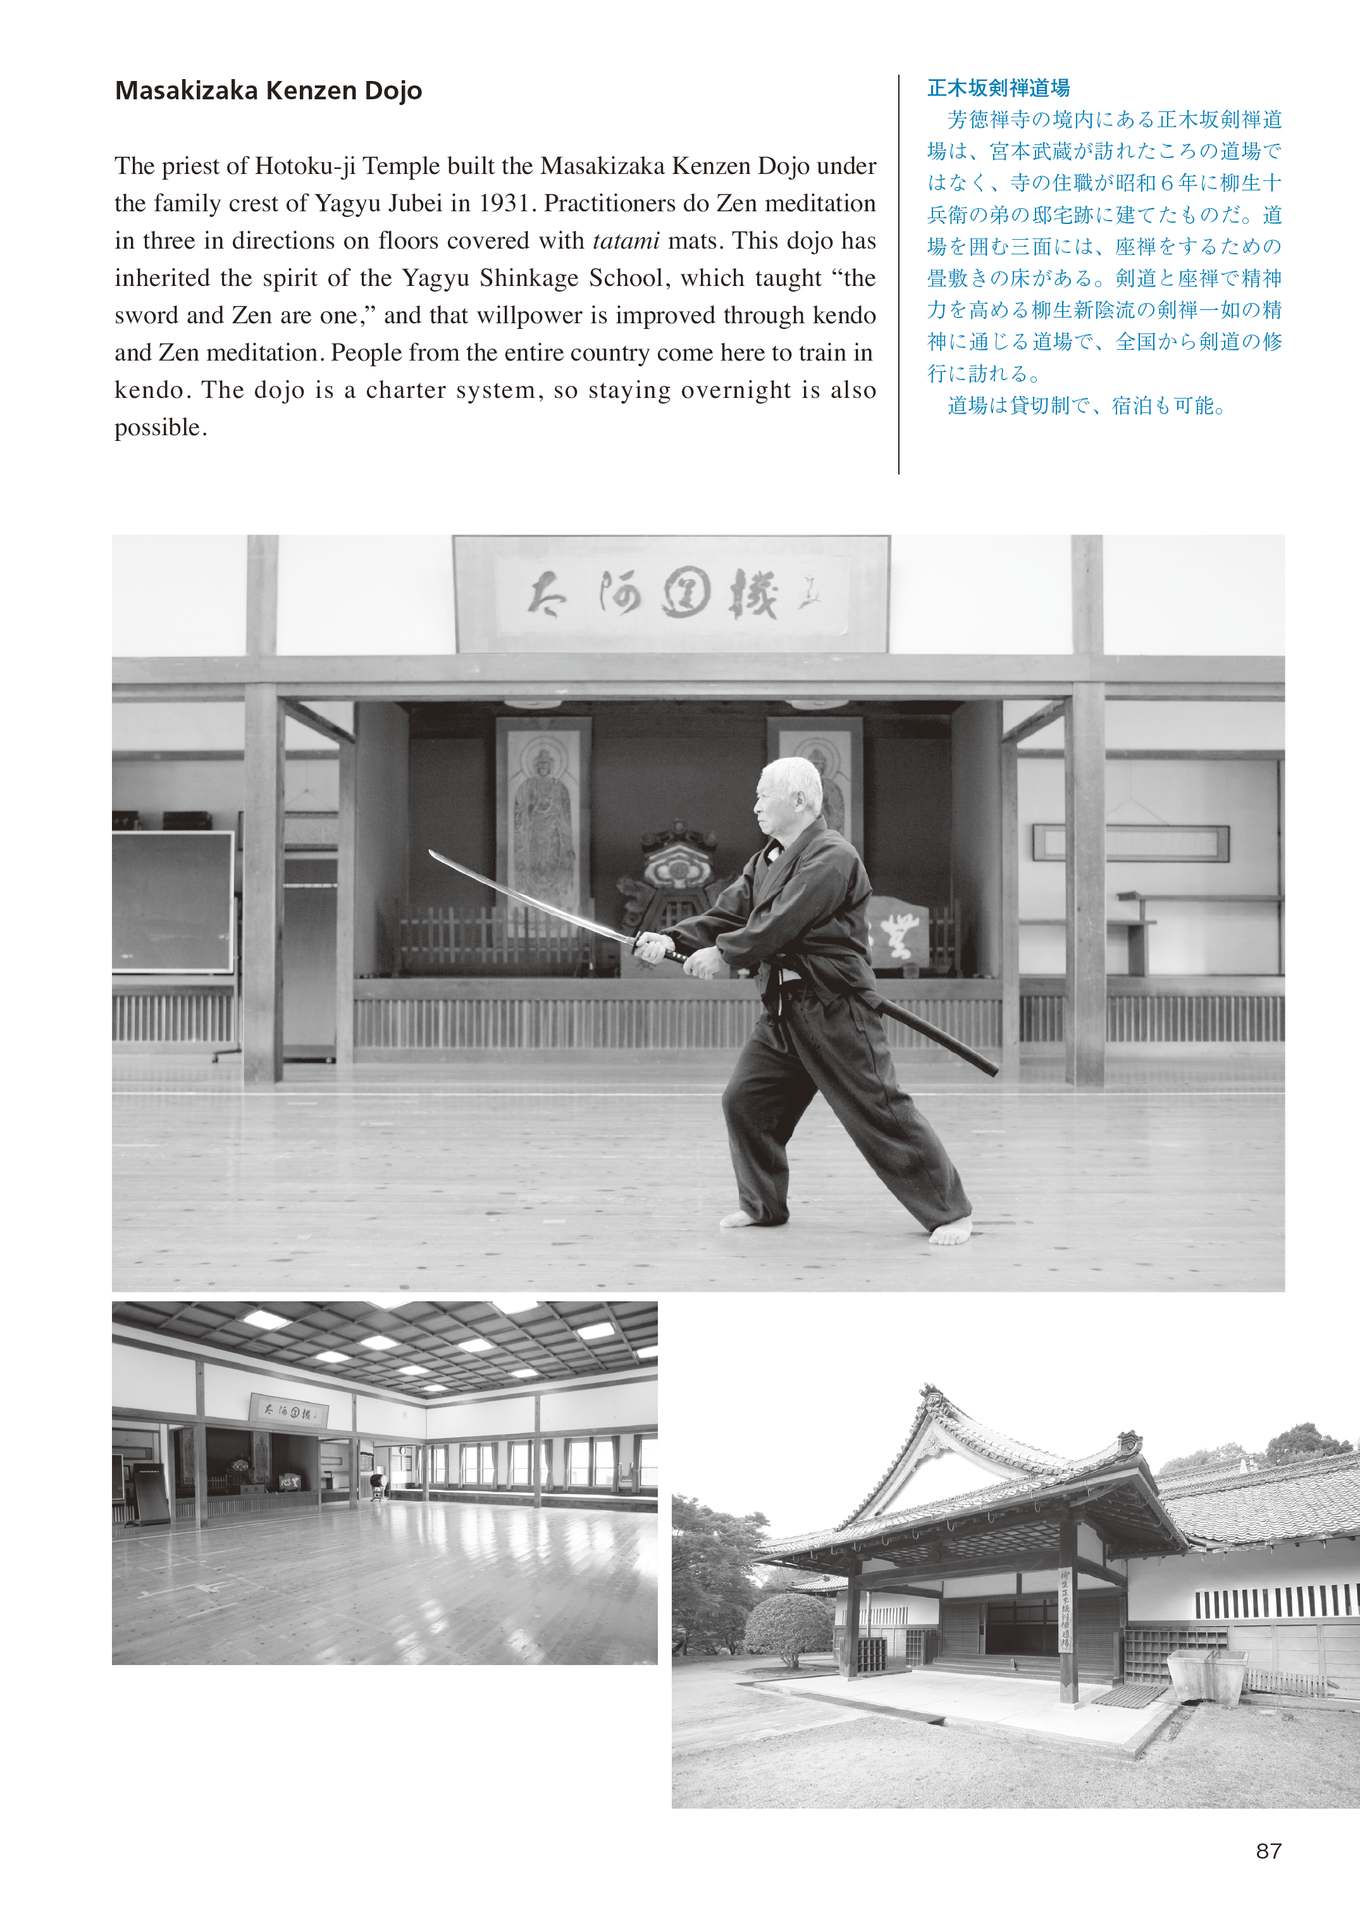 Masakizaka Kenzen Dojo
The priest of Hotoku-ji Temple built the Masakizaka Kenzen Dojo under
the family crest of Yagyu Jubei in 1931. Practitioners do Zen meditation
in three in directions on floors covered with tatami mats. This dojo has
inherited the spirit of the Yagyu Shinkage School, which taught “the
sword and Zen are one,” and that willpower is improved through kendo
and Zen meditation. People from the entire country come here to train in
kendo. The dojo is a charter system, so staying overnight is also
possible.
正木坂剣禅道場
芳徳禅寺の境内にある正木坂剣禅道
場は、宮本武蔵が訪れたころの道場で
はなく、寺の住職が昭和６年に柳生十
兵衛の弟の邸宅跡に建てたものだ。道
場を囲む三面には、座禅をするための
畳敷きの床がある。剣道と座禅で精神
力を高める柳生新陰流の剣禅一如の精
神に通じる道場で、全国から剣道の修
行に訪れる。
道場は貸切制で、宿泊も可能。
87